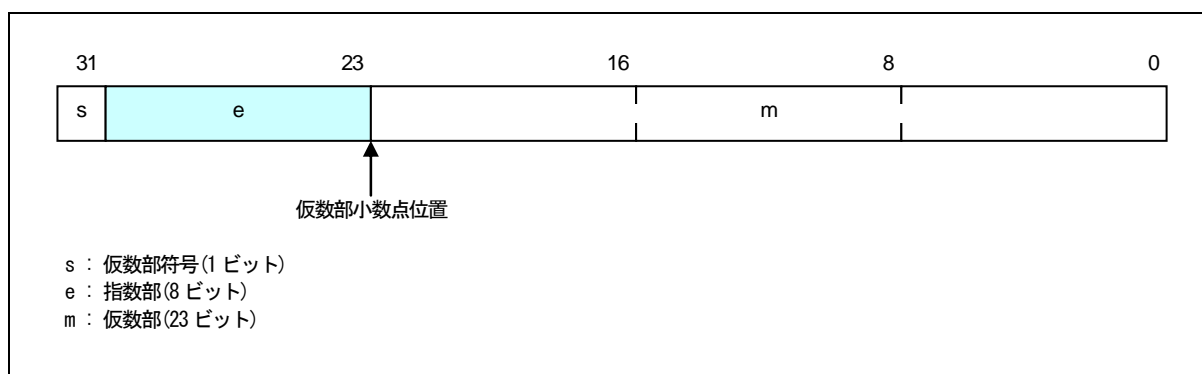 31 23 16 8 0
s e m
仮数部小数点位置
s : 仮数部符号(1 ビット)
e : 指数部(8 ビット)
m : 仮数部(23 ビット)